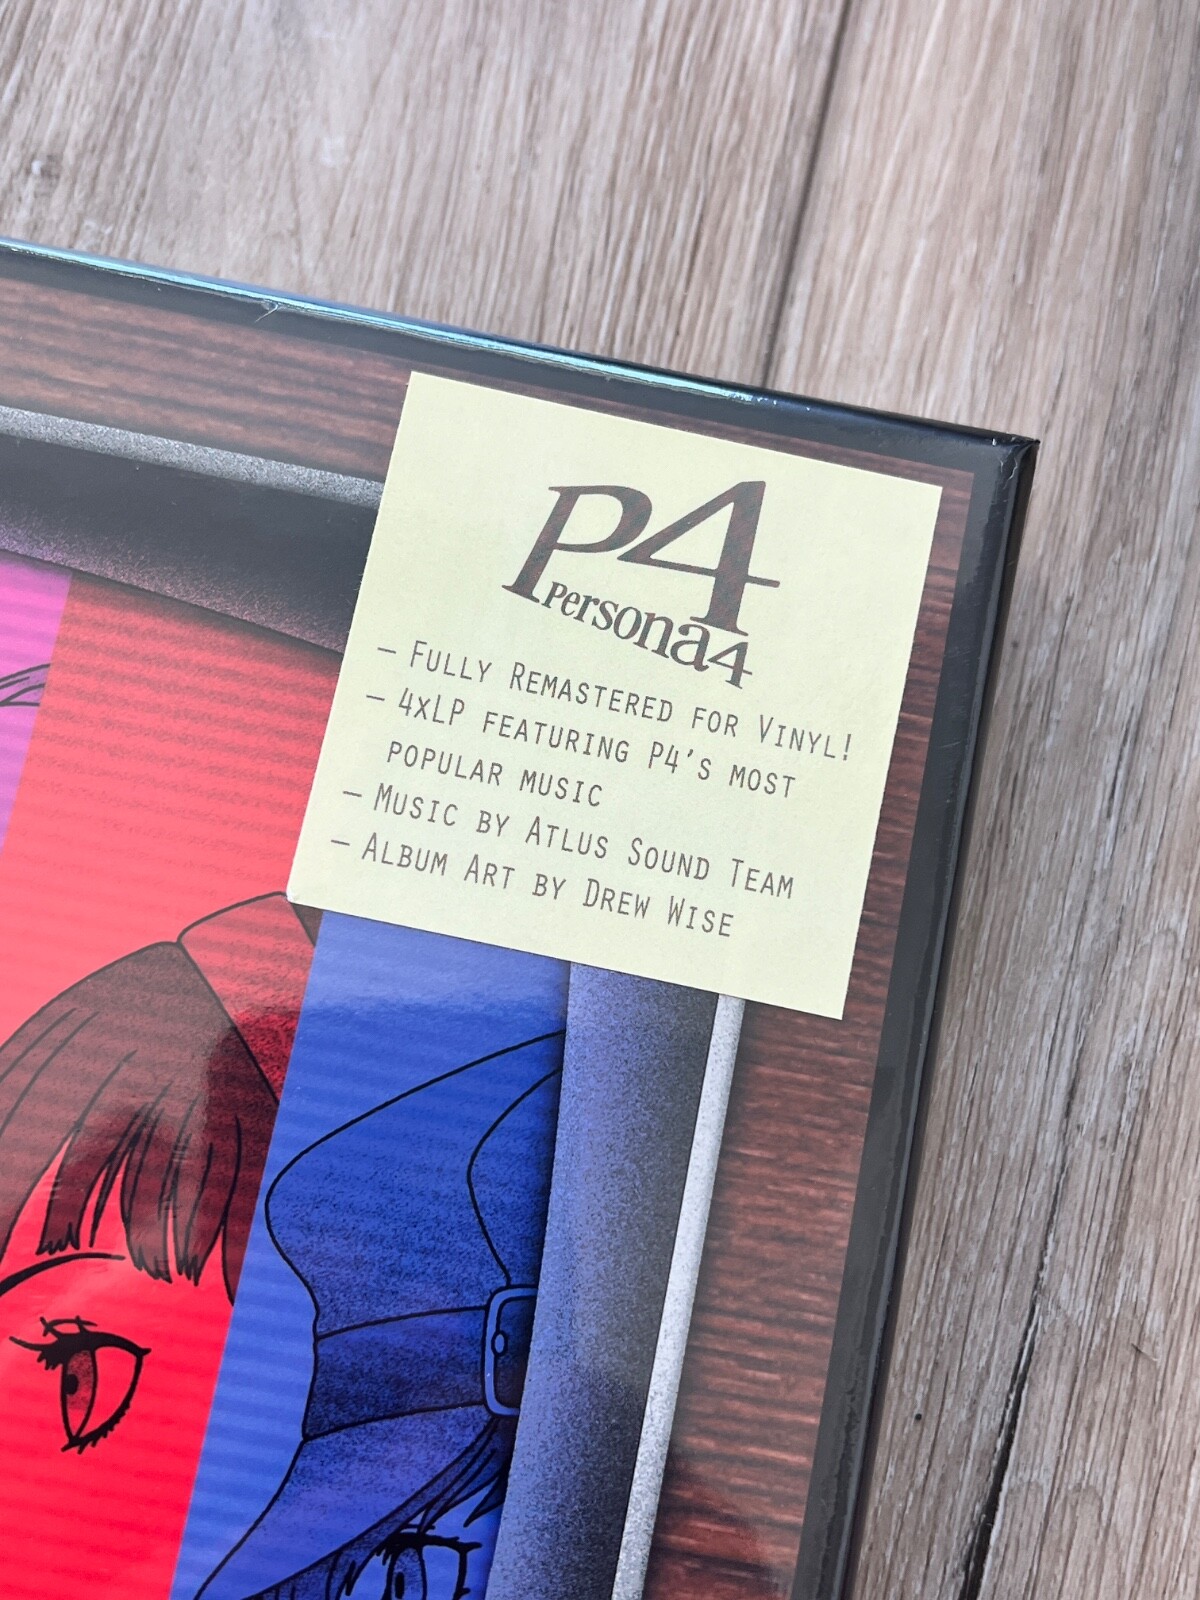 P4
Persona4
– Fully Remastered for Vinyl!
– 4xLP featuring P4's most
popular music
– Music by Atlus Sound Team
– Album Art by Drew Wise